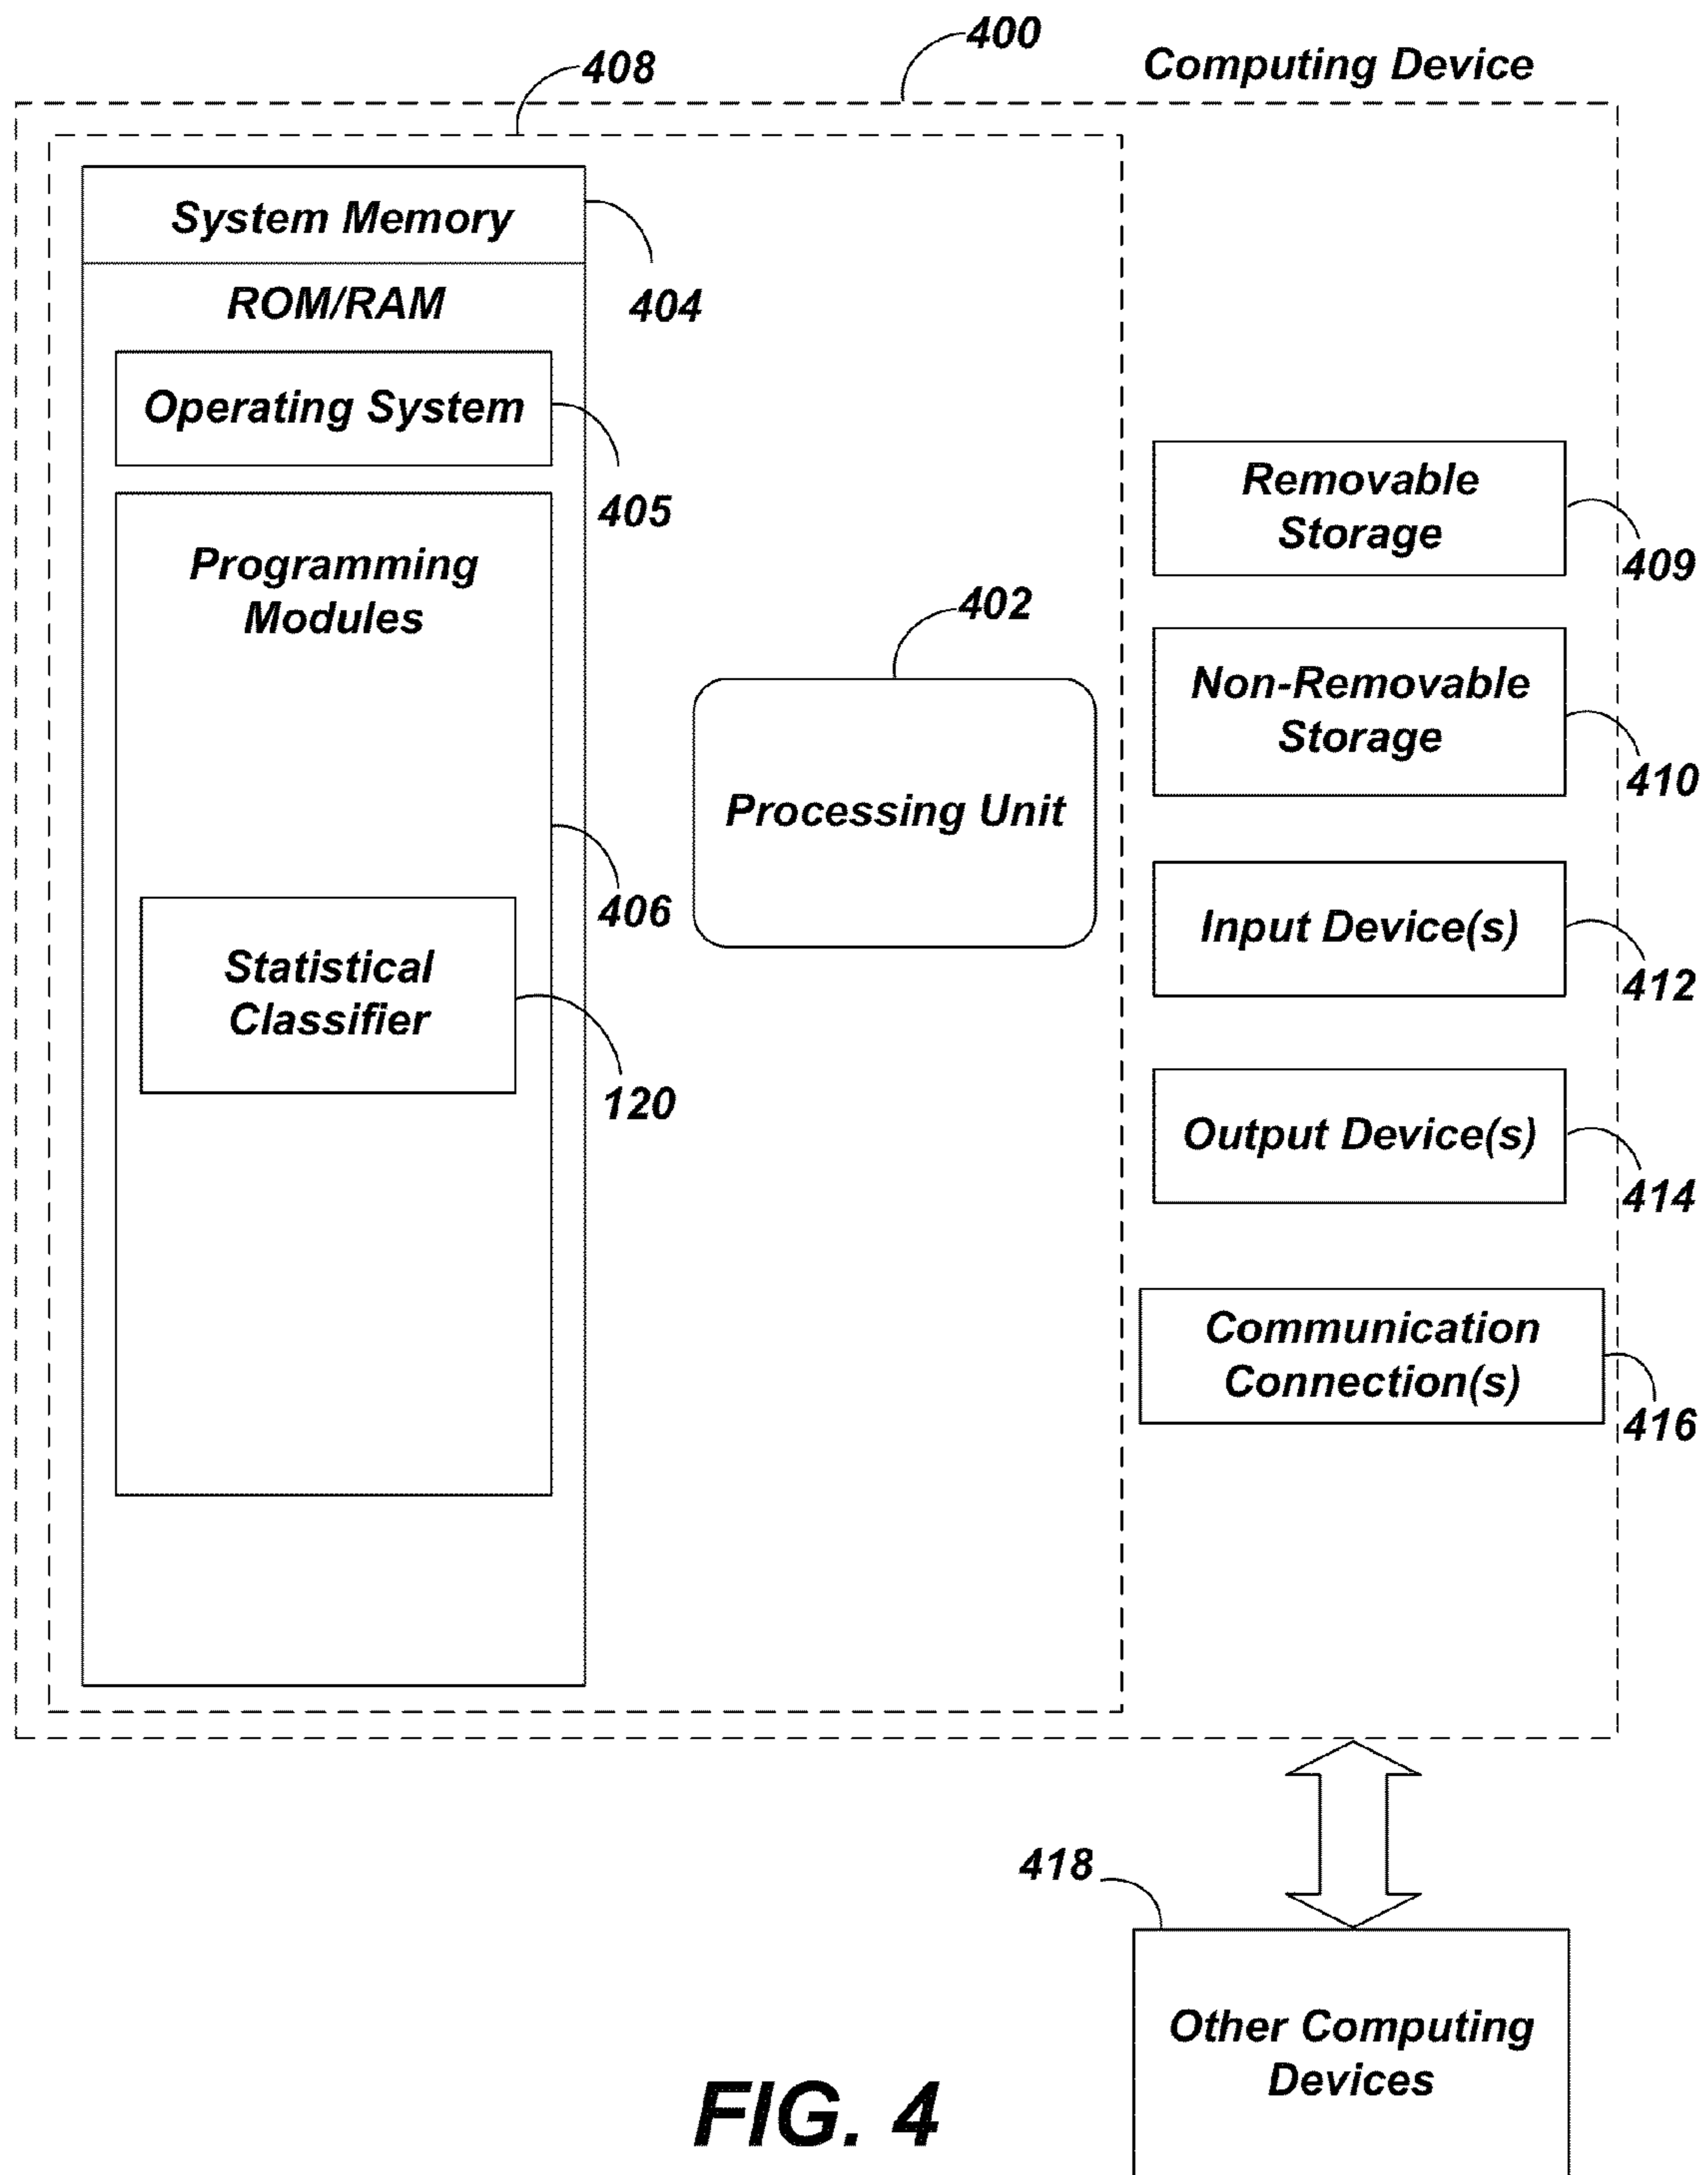 400
Computing Device
408
System Memory
404
ROM/RAM
Operating System
405
Programming
Modules
406
Statistical
Classifier
120
402
Processing Unit
Removable
Storage
409
Non-Removable
Storage
410
Input Device(s)
412
Output Device(s)
414
Communication
Connection(s)
416
418
Other Computing
Devices
FIG. 4